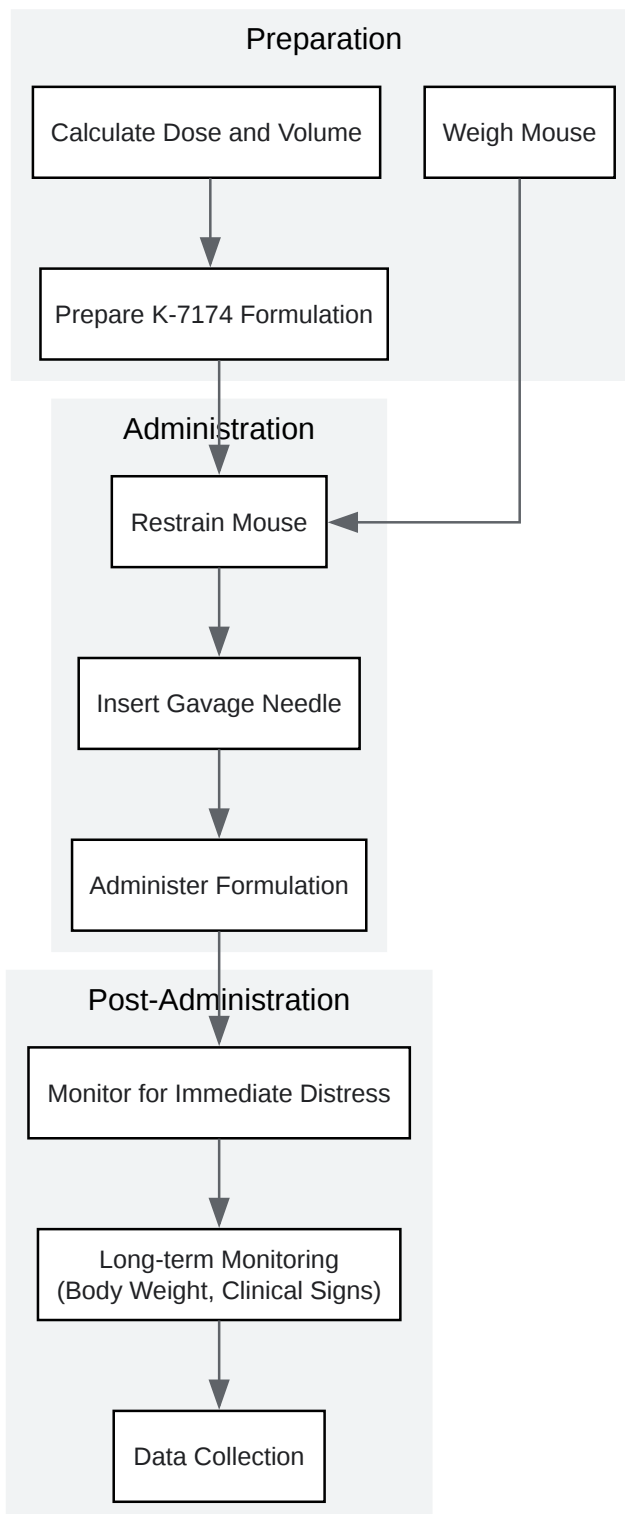 Preparation
Calculate Dose and Volume
Weigh Mouse
Prepare K-7174 Formulation
Administration
Restrain Mouse
Insert Gavage Needle
Administer Formulation
Post-Administration
Monitor for Immediate Distress
Long-term Monitoring
(Body Weight, Clinical Signs)
Data Collection